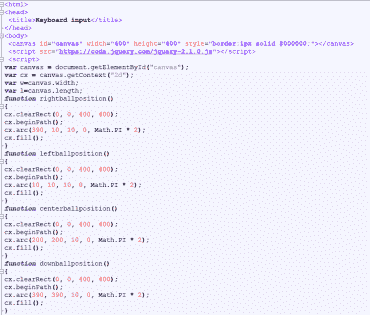 <html>
<head>
<title>Keyboard input</title>
</head>
<body>
<canvas id="canvas" width="400" height="400" style="border:1px solid #000000;"></canvas>
<script src="https://code.jquery.com/jquery-2.1.0.js"></script>
<script>
var canvas = document.getElementById("canvas");
var cx = canvas.getContext("2d");
var w=canvas.width;
var l=canvas.length;
function rightballposition()
{
cx.clearRect(0, 0, 400, 400);
cx.beginPath();
cx.arc(390, 10, 10, 0, Math.PI * 2);
cx.fill();
}
function leftballposition()
{
cx.clearRect(0, 0, 400, 400);
cx.beginPath();
cx.arc(10, 10, 10, 0, Math.PI * 2);
cx.fill();
}
function centerballposition()
{
cx.clearRect(0, 0, 400, 400);
cx.beginPath();
cx.arc(200, 200, 10, 0, Math.PI * 2);
cx.fill();
}
function downballposition()
{
cx.clearRect(0, 0, 400, 400);
cx.beginPath();
cx.arc(390, 390, 10, 0, Math.PI * 2);
cx.fill();
}